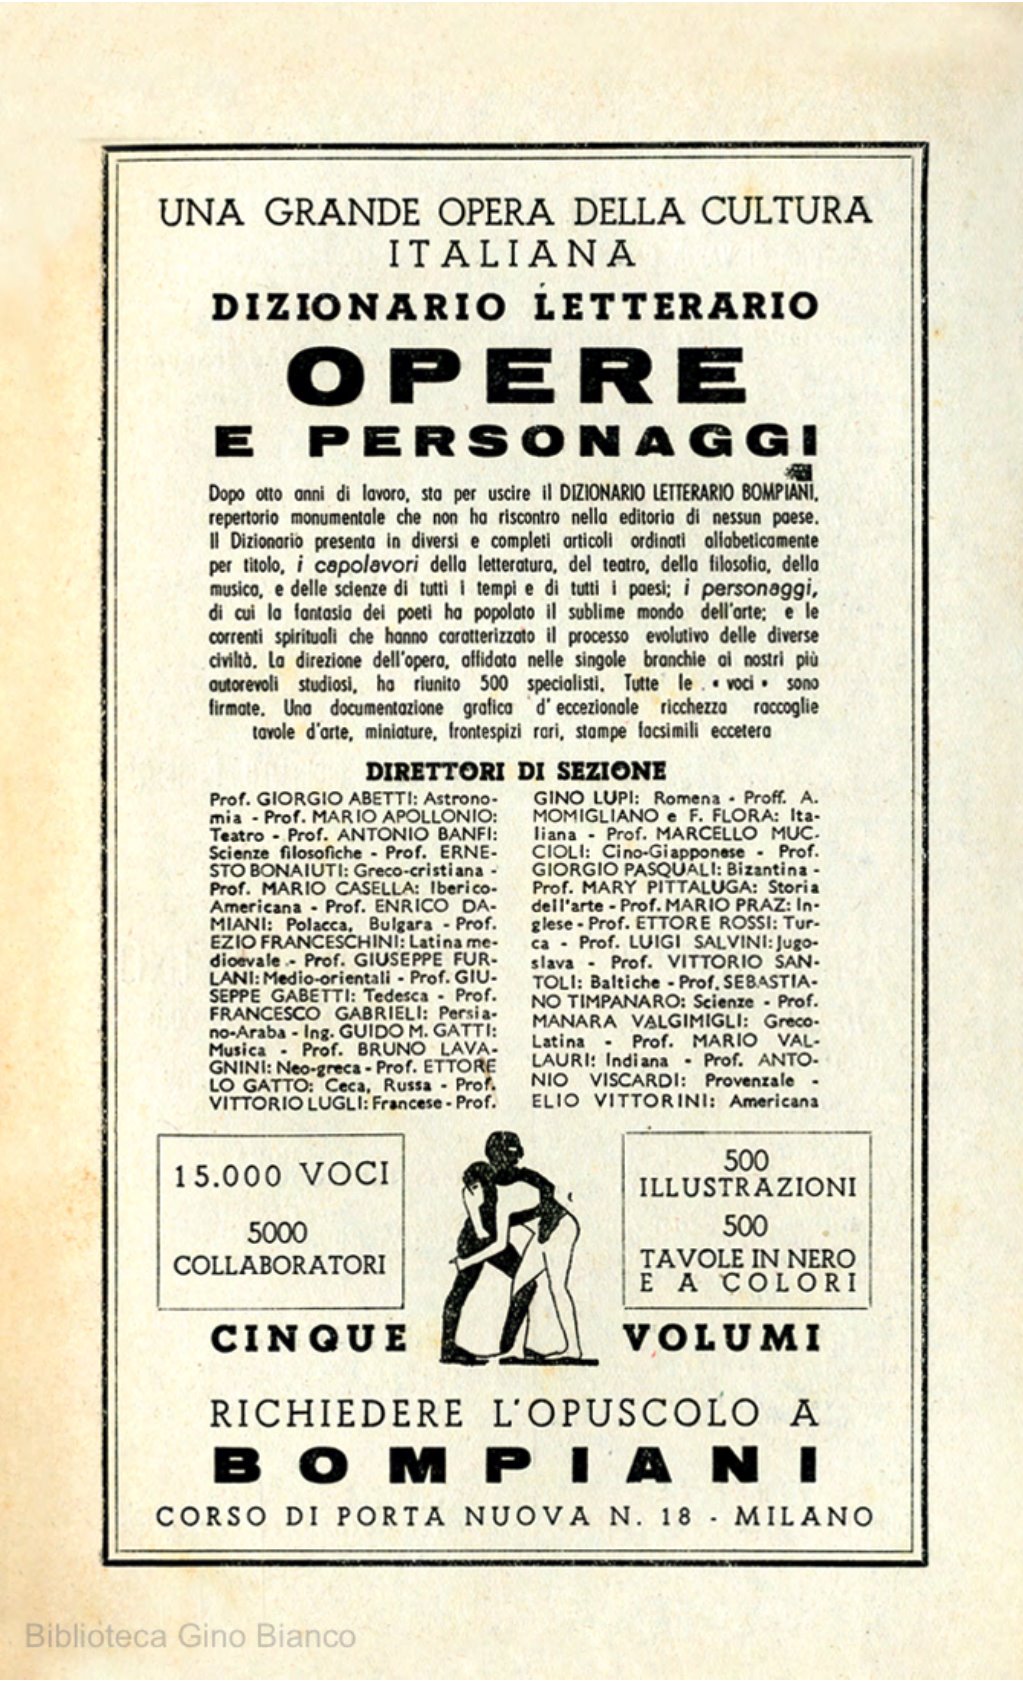 UNA GRANDE OPERA DELLA CULTURA
ITALIANA
DIZIONARIO LETTERARIO
OPERE
E PERSONAGGI
Dopo otto anni di lavoro, sta per uscire il DIZIONARIO LETTERARIO BOMPIANI,
repertorio monumentale che non ha riscontro nella editoria di nessun paese.
Il Dizionario presenta in diversi e completi articoli ordinati alfabeticamente
per titolo, i capolavori della letteratura, del teatro, della filosofia, della
musica, e delle scienze di tutti i tempi e di tutti i paesi; i personaggi,
di cui la fantasia dei poeti ha popolato il sublime mondo dell'arte; e le
correnti spirituali che hanno caratterizzato il processo evolutivo delle diverse
civiltà. La direzione dell'opera, affidata nelle singole branchie ai nostri più
autorevoli studiosi, ha riunito 500 specialisti. Tutte le « voci » sono
firmate. Una documentazione grafica d'eccezionale ricchezza raccoglie
tavole d'arte, miniature, frontespizi rari, stampe facsimili eccetera
DIRETTORI DI SEZIONE
Prof. GIORGIO ABETTI: Astrono-
mia - Prof. MARIO APOLLONIO:
Teatro - Prof. ANTONIO BANFI:
Scienze filosofiche - Prof. ERNE-
STO BONAIUTI: Greco-cristiana -
Prof. MARIO CASELLA: Iberico-
Americana - Prof. ENRICO DA-
MIANI: Polacca, Bulgara - Prof.
EZIO FRANCESCHINI: Latina me-
dioevale - Prof. GIUSEPPE FUR-
LANI: Medio-orientali - Prof. GIU-
SEPPE GABETTI: Tedesca - Prof.
FRANCESCO GABRIELI: Persia-
no-Araba - Ing. GUIDO M. GATTI:
Musica - Prof. BRUNO LAVA-
GNINI: Neo-greca - Prof. ETTORE
LO GATTO: Ceca, Russa - Prof.
VITTORIO LUGLI: Francese - Prof.
GINO LUPI: Romena - Proff. A.
MOMIGLIANO e F. FLORA: Ita-
liana - Prof. MARCELLO MUC-
CIOLI: Cino-Giapponese - Prof.
GIORGIO PASQUALI: Bizantina -
Prof. MARY PITTALUGA: Storia
dell'arte - Prof. MARIO PRAZ: In-
glese - Prof. ETTORE ROSSI: Tur-
ca - Prof. LUIGI SALVINI: Jugo-
slava - Prof. VITTORIO SAN-
TOLI: Baltiche - Prof. SEBASTIA-
NO TIMPANARO: Scienze - Prof.
MANARA VALGIMIGLI: Greco-
Latina - Prof. MARIO VAL-
LAURI: Indiana - Prof. ANTO-
NIO VISCARDI: Provenzale -
ELIO VITTORINI: Americana
15.000 VOCI
5000
COLLABORATORI
500
ILLUSTRAZIONI
500
TAVOLE IN NERO
E A COLORI
CINQUE VOLUMI
RICHIEDERE L'OPUSCOLO A
BOMPIANI
CORSO DI PORTA NUOVA N. 18 - MILANO
Biblioteca Gino Bianco